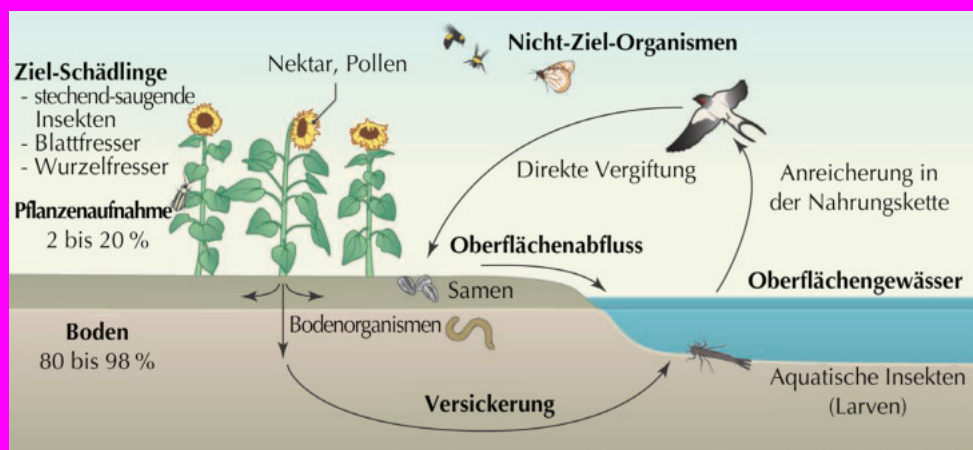 Nicht-Ziel-Organismen
Ziel-Schädlinge
- stechend-saugende
Insekten
- Blattfresser
- Wurzelfresser
Nektar, Pollen
Direkte Vergiftung
Anreicherung in
der Nahrungskette
Pflanzenaufnahme
2 bis 20 %
Oberflächenabfluss
Oberflächengewässer
Samen
Boden
80 bis 98 %
Bodenorganismen
Versickerung
Aquatische Insekten
(Larven)